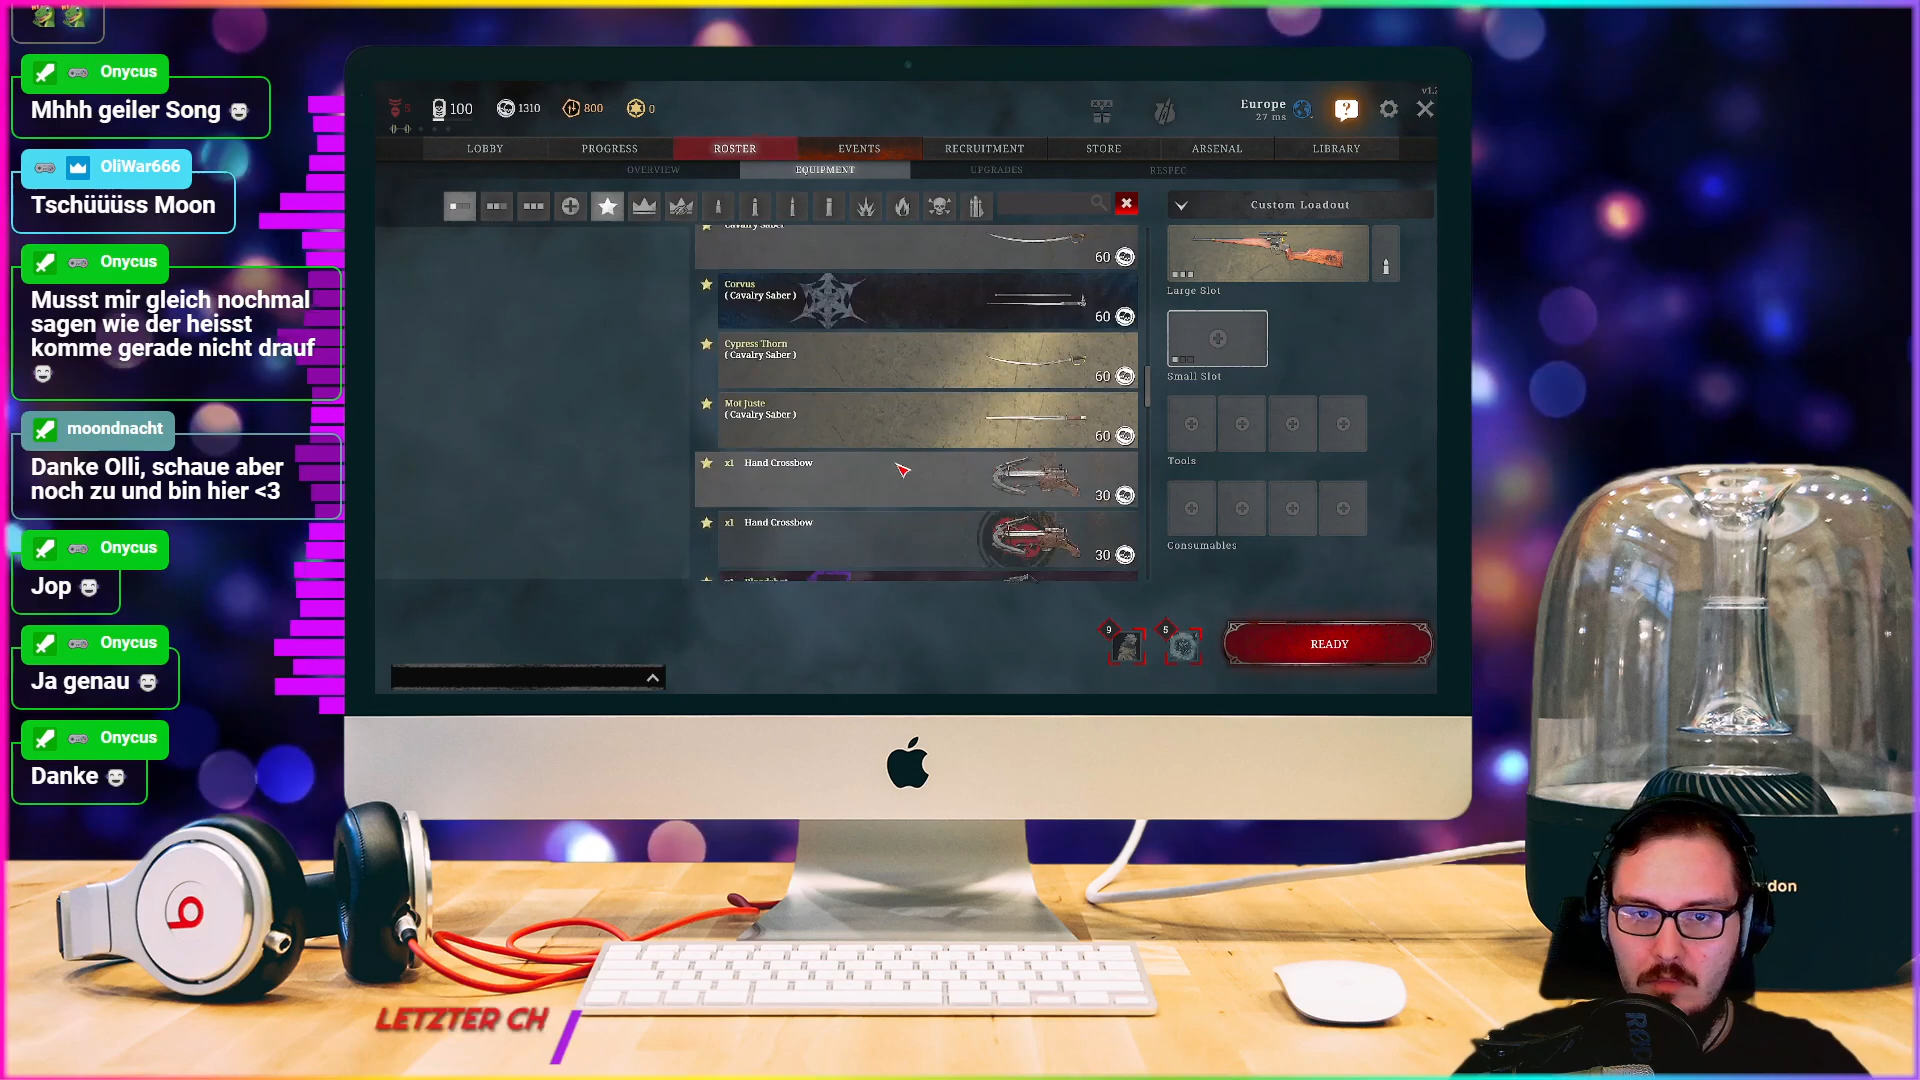 Onycus
Mhhh geiler Song
OliWar666
Tschüüüss Moon
Onycus
Musst mir gleich nochmal
sagen wie der heisst
komme gerade nicht drauf
moondnacht
Danke Olli, schaue aber
noch zu und bin hier <3
Onycus
Jop
Onycus
Ja genau
Onycus
Danke
5
100
1310
800
0
Europe
27 ms
LOBBY
PROGRESS
ROSTER
EVENTS
RECRUITMENT
STORE
ARSENAL
LIBRARY
OVERVIEW
EQUIPMENT
UPGRADES
RESPEC
Cavalry Saber
60
Corvus
( Cavalry Saber )
60
Cypress Thorn
( Cavalry Saber )
60
Mot Juste
( Cavalry Saber )
60
x1 Hand Crossbow
30
x1 Hand Crossbow
30
Custom Loadout
Large Slot
Small Slot
Tools
Consumables
9
5
READY
LETZTER CH